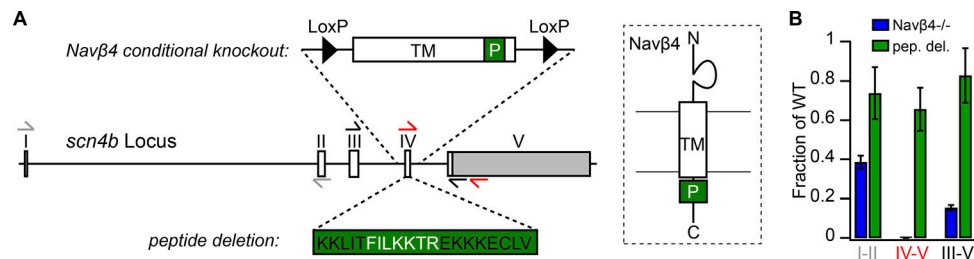 A
LoxP
LoxP
Navβ4 conditional knockout:
TM
P
I
scn4b Locus
II
III
IV
V
peptide deletion:
KKLITFILKKTREKKKECLV
Navβ4
N
TM
P
C
B
Navβ4-/-
pep. del.
Fraction of WT
1
0.8
0.6
0.4
0.2
0
I-II
IV-V
III-V